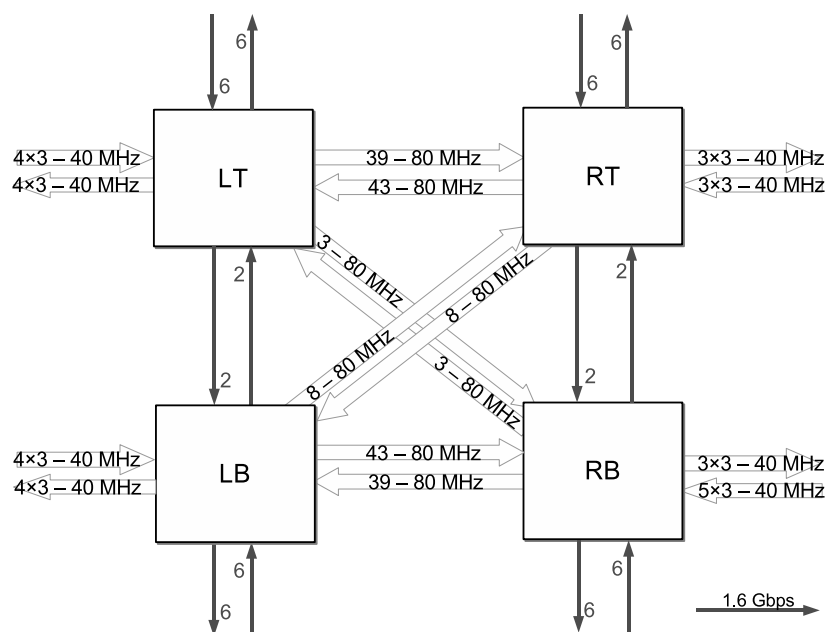 6
6
6
6
4×3 – 40 MHz
4×3 – 40 MHz
LT
39 – 80 MHz
43 – 80 MHz
RT
3×3 – 40 MHz
3×3 – 40 MHz
3 – 80 MHz
8 – 80 MHz
2
2
2
2
8 – 80 MHz
3 – 80 MHz
4×3 – 40 MHz
4×3 – 40 MHz
LB
43 – 80 MHz
39 – 80 MHz
RB
3×3 – 40 MHz
5×3 – 40 MHz
6
6
6
6
1.6 Gbps